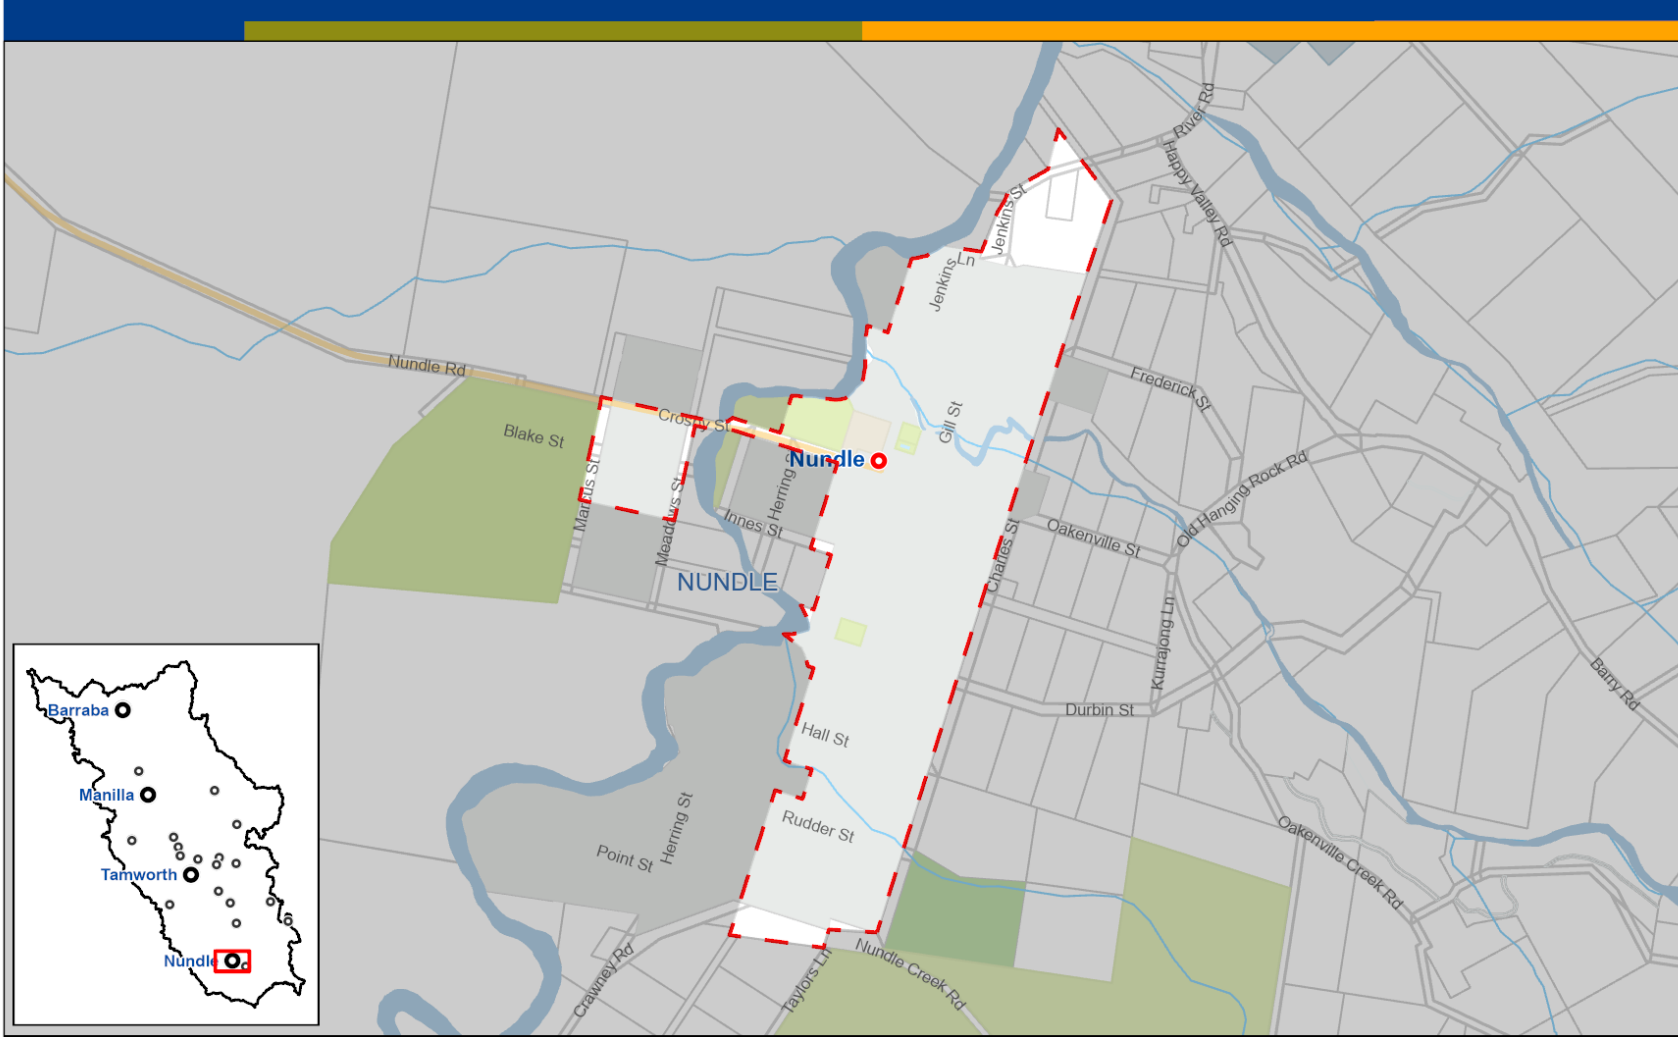 River Rd
Happy Valley Rd
Jenkins St
Jenkins Ln
Nundle Rd
Frederick St
Crosby St
Gill St
Blake St
Nundle
Marcus St
Meadows St
Herring S
Innes St
Old Hanging Rock Rd
Oakenville St
Charles St
NUNDLE
Kurrajong Ln
Barry Rd
Durbin St
Hall St
Rudder St
Herring St
Point St
Oakenville Creek Rd
Crawney Rd
Taylors Ln
Nundle Creek Rd
Barraba
Manilla
Tamworth
Nundle